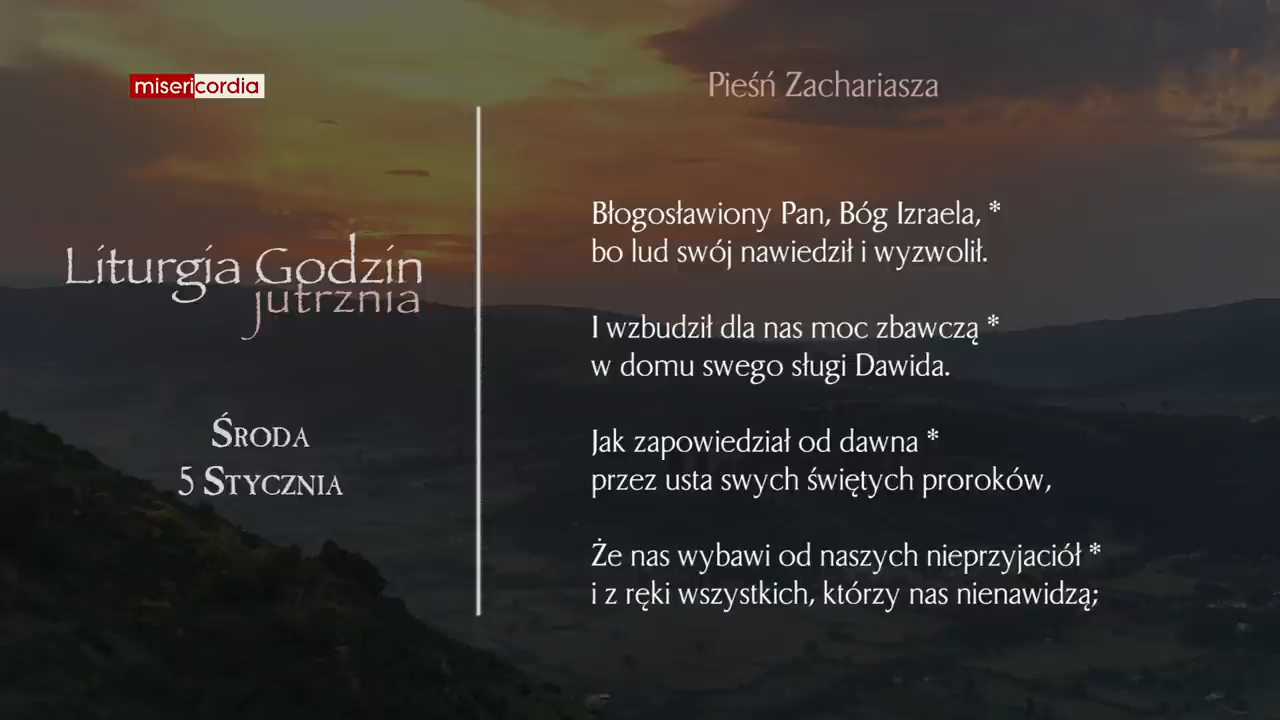 misericordia
Liturgia Godzin
jutrznia
Środa
5 Stycznia
Pieśń Zachariasza
Błogosławiony Pan, Bóg Izraela, *
bo lud swój nawiedził i wyzwolił.
I wzbudził dla nas moc zbawczą *
w domu swego sługi Dawida.
Jak zapowiedział od dawna *
przez usta swych świętych proroków,
Że nas wybawi od naszych nieprzyjaciół *
i z ręki wszystkich, którzy nas nienawidzą;